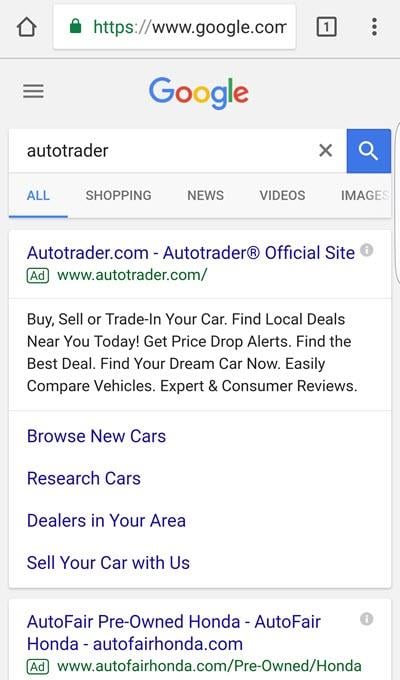 https://www.google.com
1
Google
autotrader
ALL SHOPPING NEWS VIDEOS IMAGES
Autotrader.com - Autotrader® Official Site
Ad www.autotrader.com/
Buy, Sell or Trade-In Your Car. Find Local Deals
Near You Today! Get Price Drop Alerts. Find the
Best Deal. Find Your Dream Car Now. Easily
Compare Vehicles. Expert & Consumer Reviews.
Browse New Cars
Research Cars
Dealers in Your Area
Sell Your Car with Us
AutoFair Pre-Owned Honda - AutoFair
Honda - autofairhonda.com
Ad www.autofairhonda.com/Pre-Owned/Honda